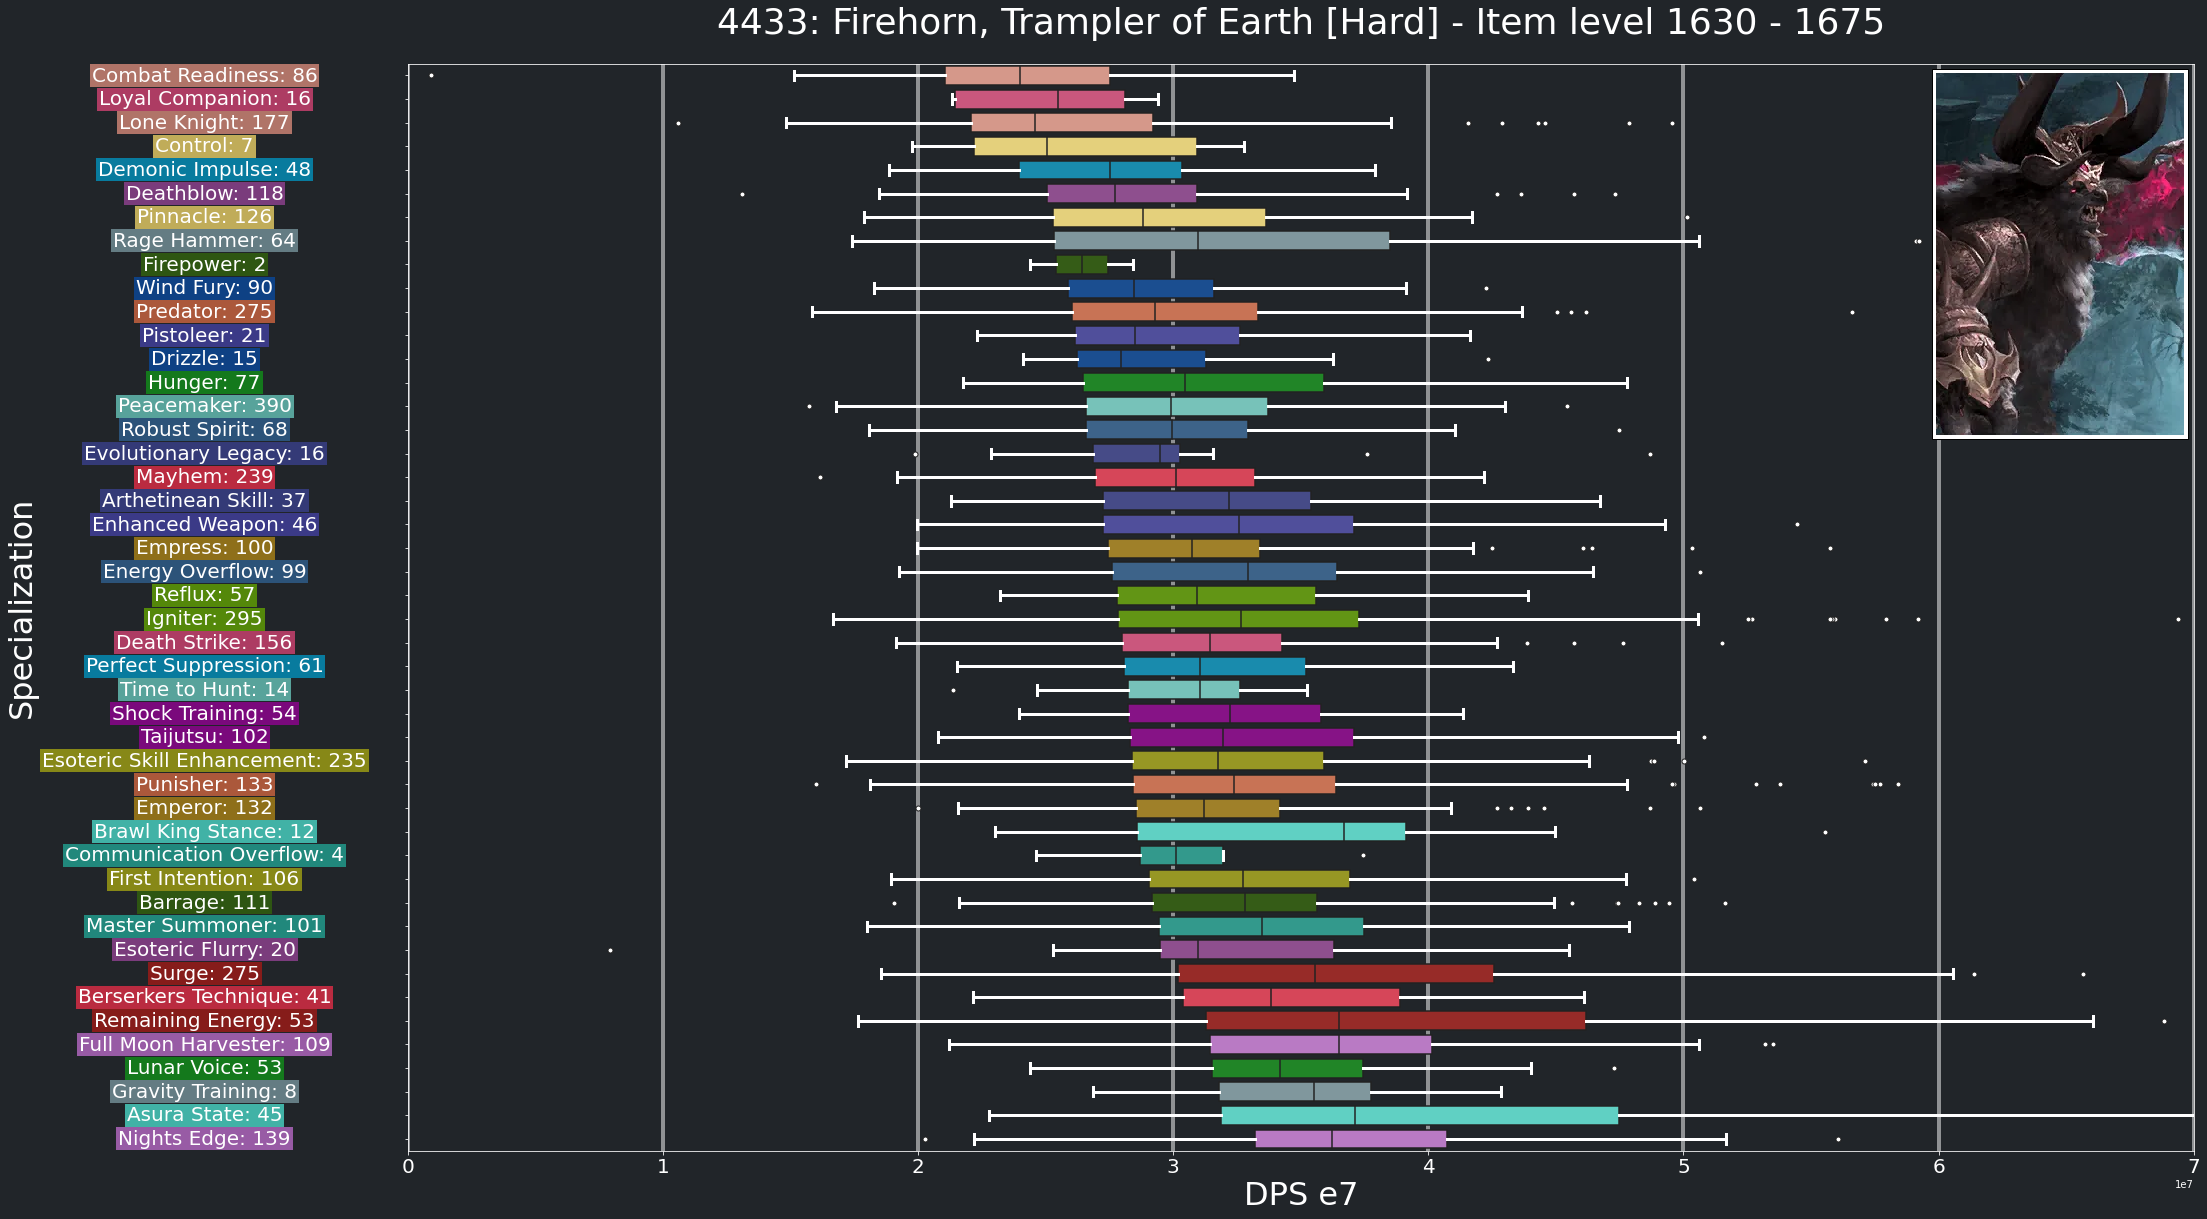 4433: Firehorn, Trampler of Earth [Hard] - Item level 1630 - 1675
Specialization
Combat Readiness: 86
Loyal Companion: 16
Lone Knight: 177
Control: 7
Demonic Impulse: 48
Deathblow: 118
Pinnacle: 126
Rage Hammer: 64
Firepower: 2
Wind Fury: 90
Predator: 275
Pistoleer: 21
Drizzle: 15
Hunger: 77
Peacemaker: 390
Robust Spirit: 68
Evolutionary Legacy: 16
Mayhem: 239
Arthetinean Skill: 37
Enhanced Weapon: 46
Empress: 100
Energy Overflow: 99
Reflux: 57
Igniter: 295
Death Strike: 156
Perfect Suppression: 61
Time to Hunt: 14
Shock Training: 54
Taijutsu: 102
Esoteric Skill Enhancement: 235
Punisher: 133
Emperor: 132
Brawl King Stance: 12
Communication Overflow: 4
First Intention: 106
Barrage: 111
Master Summoner: 101
Esoteric Flurry: 20
Surge: 275
Berserkers Technique: 41
Remaining Energy: 53
Full Moon Harvester: 109
Lunar Voice: 53
Gravity Training: 8
Asura State: 45
Nights Edge: 139
0 1 2 3 4 5 6 7
1e7
DPS e7